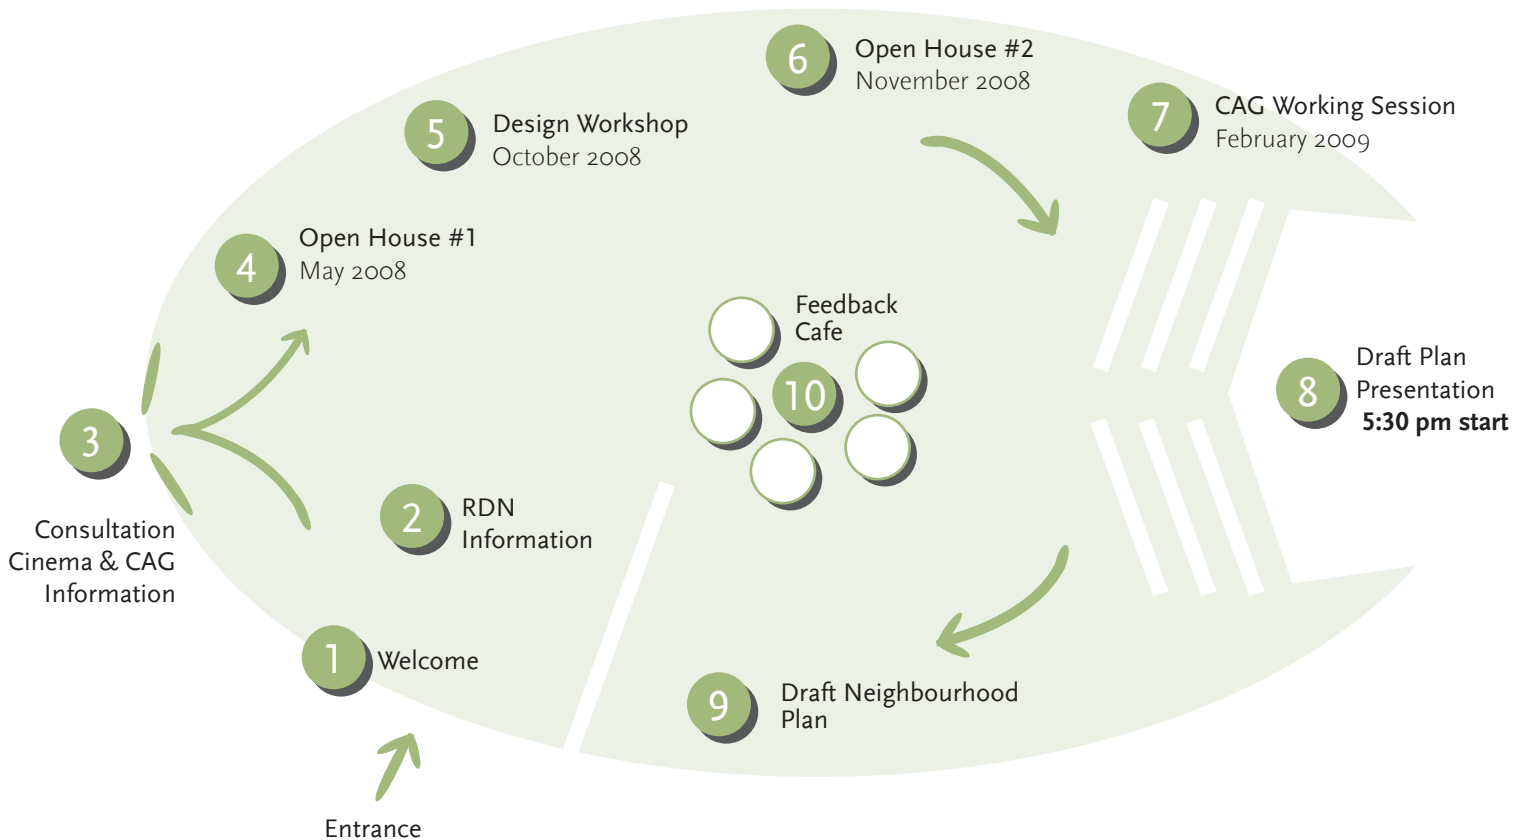 6
Open House #2
November 2008
7
CAG Working Session
February 2009
5
Design Workshop
October 2008
4
Open House #1
May 2008
Feedback
Cafe
10
8
Draft Plan
Presentation
5:30 pm start
3
Consultation
Cinema & CAG
Information
2
RDN
Information
1
Welcome
9
Draft Neighbourhood
Plan
Entrance